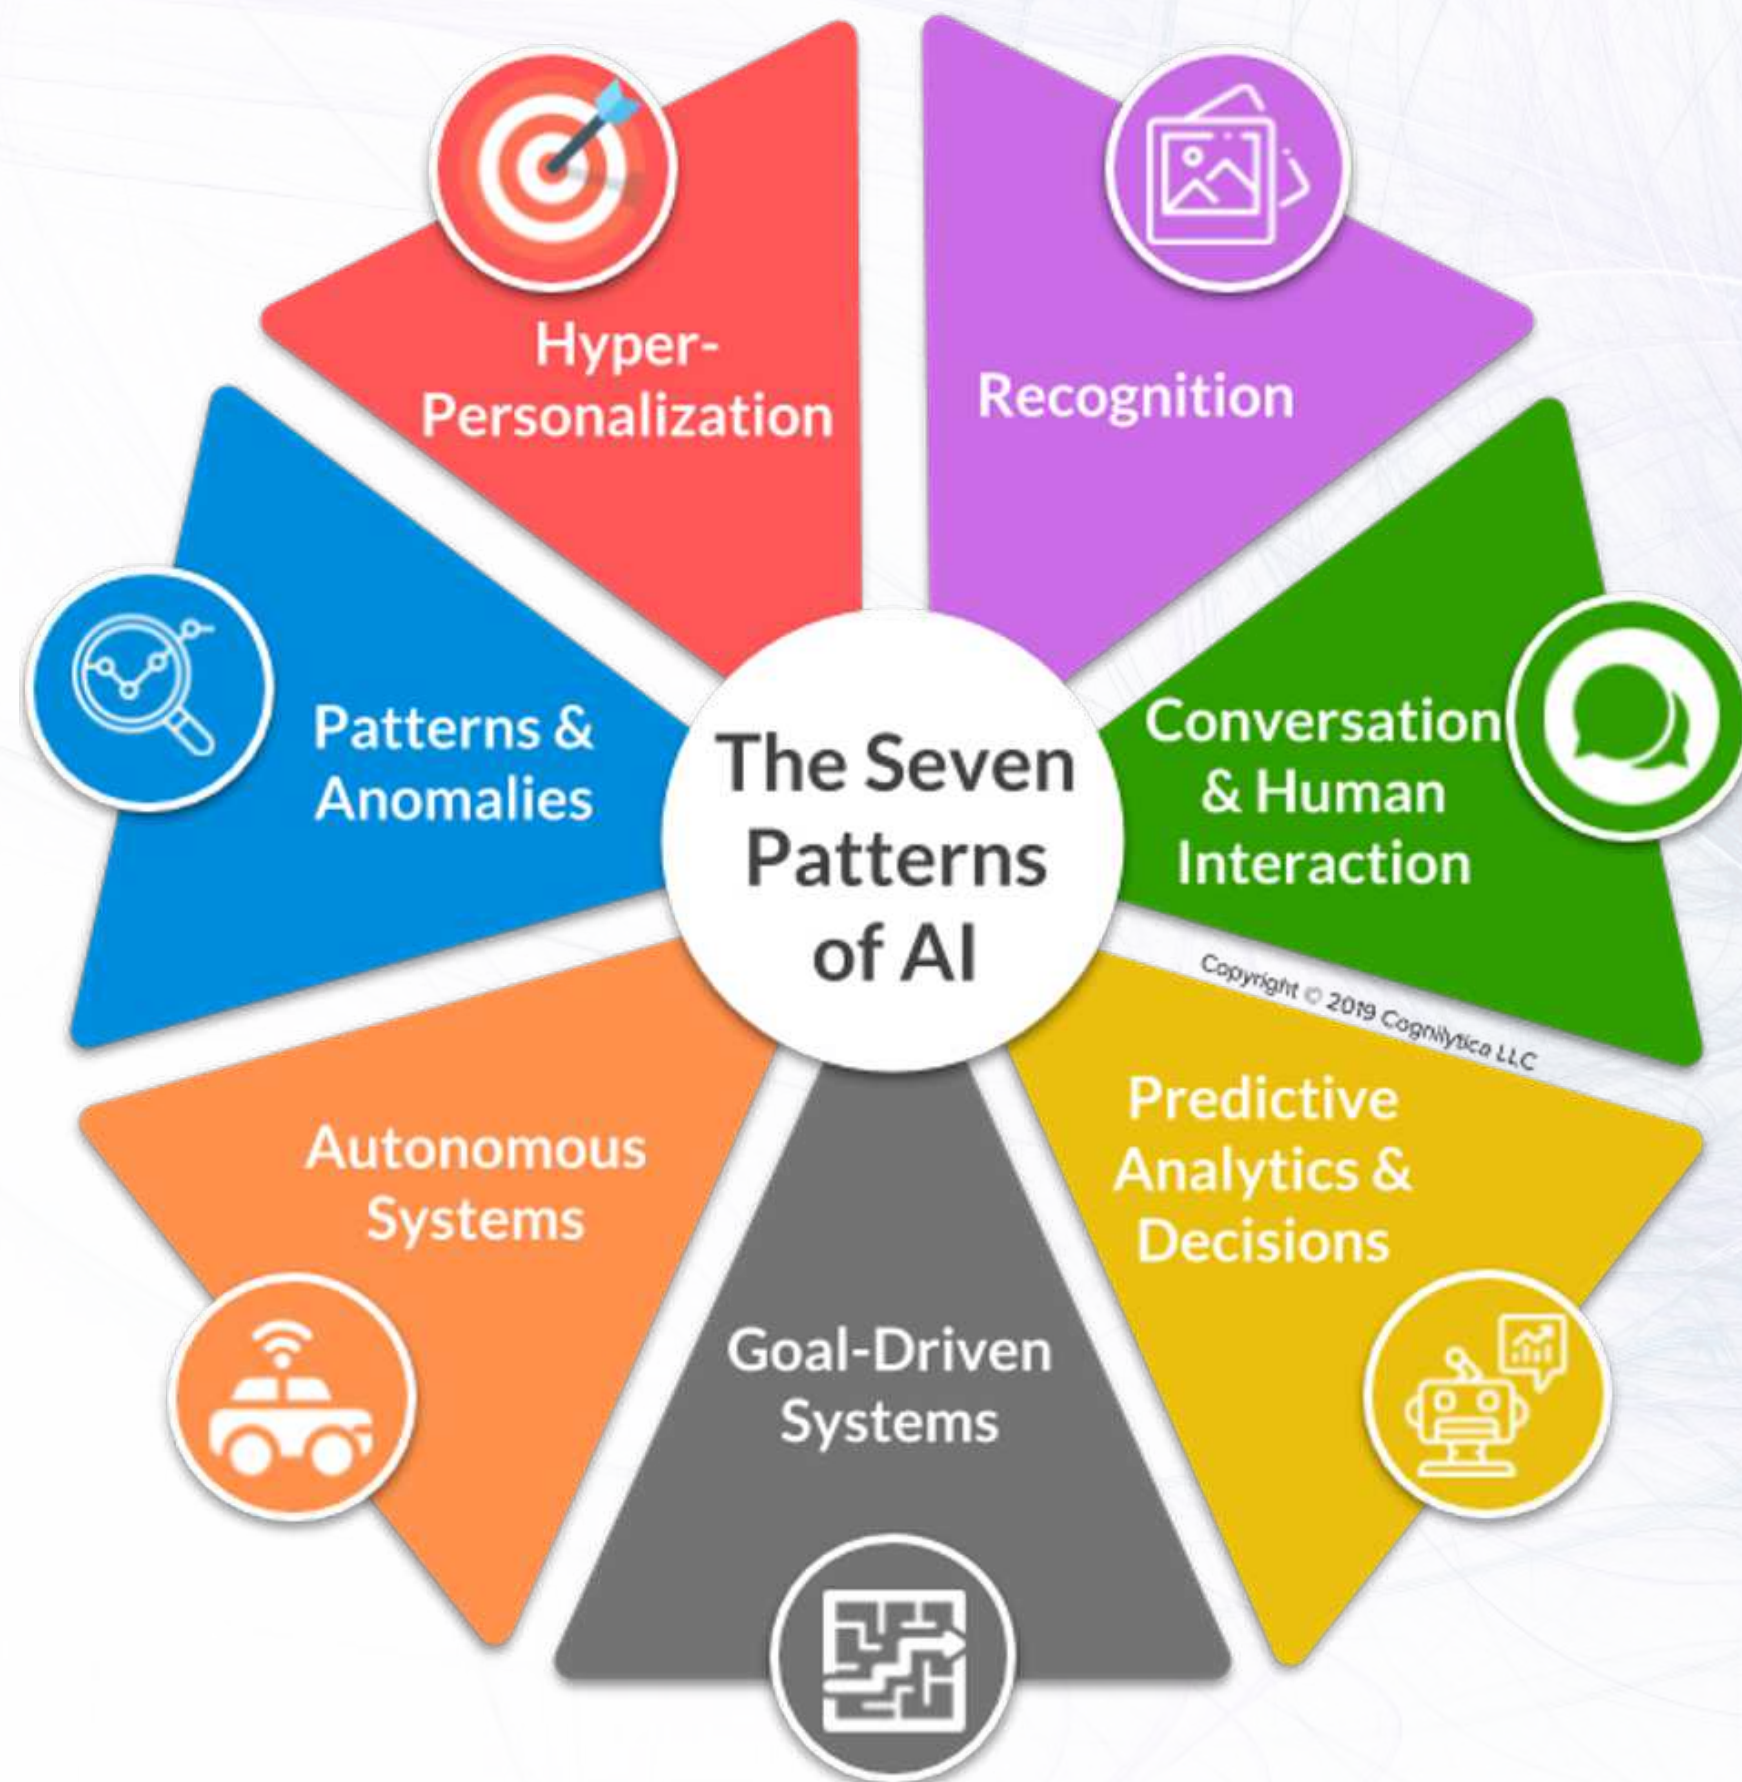 Hyper-
Personalization
Recognition
Patterns &
Anomalies
The Seven
Patterns
of AI
Conversation
& Human
Interaction
Copyright © 2019 Cognilytica LLC
Autonomous
Systems
Goal-Driven
Systems
Predictive
Analytics &
Decisions